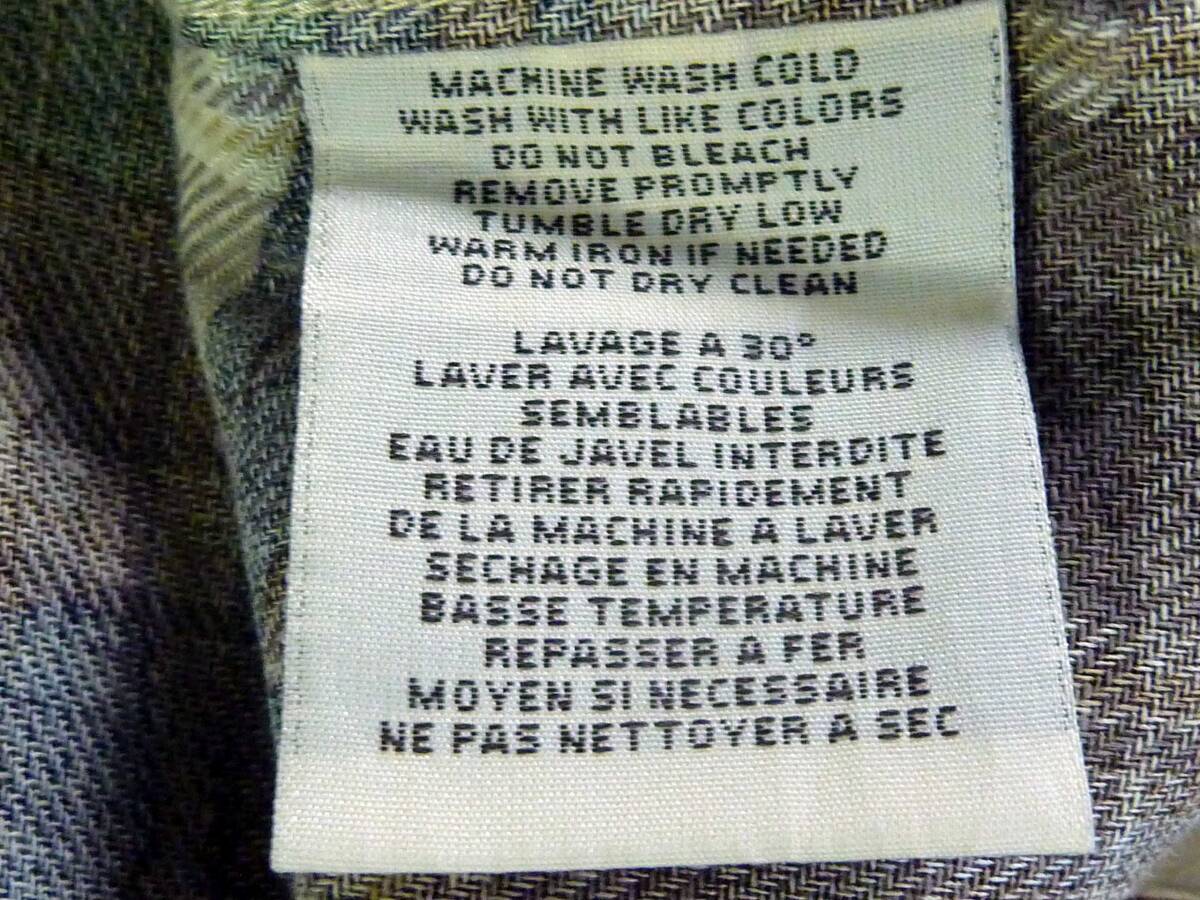 MACHINE WASH COLD
WASH WITH LIKE COLORS
DO NOT BLEACH
REMOVE PROMPTLY
TUMBLE DRY LOW
WARM IRON IF NEEDED
DO NOT DRY CLEAN
LAVAGE A 30°
LAVER AVEC COULEURS
SEMBLABLES
EAU DE JAVEL INTERDITE
RETIRER RAPIDEMENT
DE LA MACHINE A LAVER
SECHAGE EN MACHINE
BASSE TEMPERATURE
REPASSER A FER
MOYEN SI NECESSAIRE
NE PAS NETTOYER A SEC